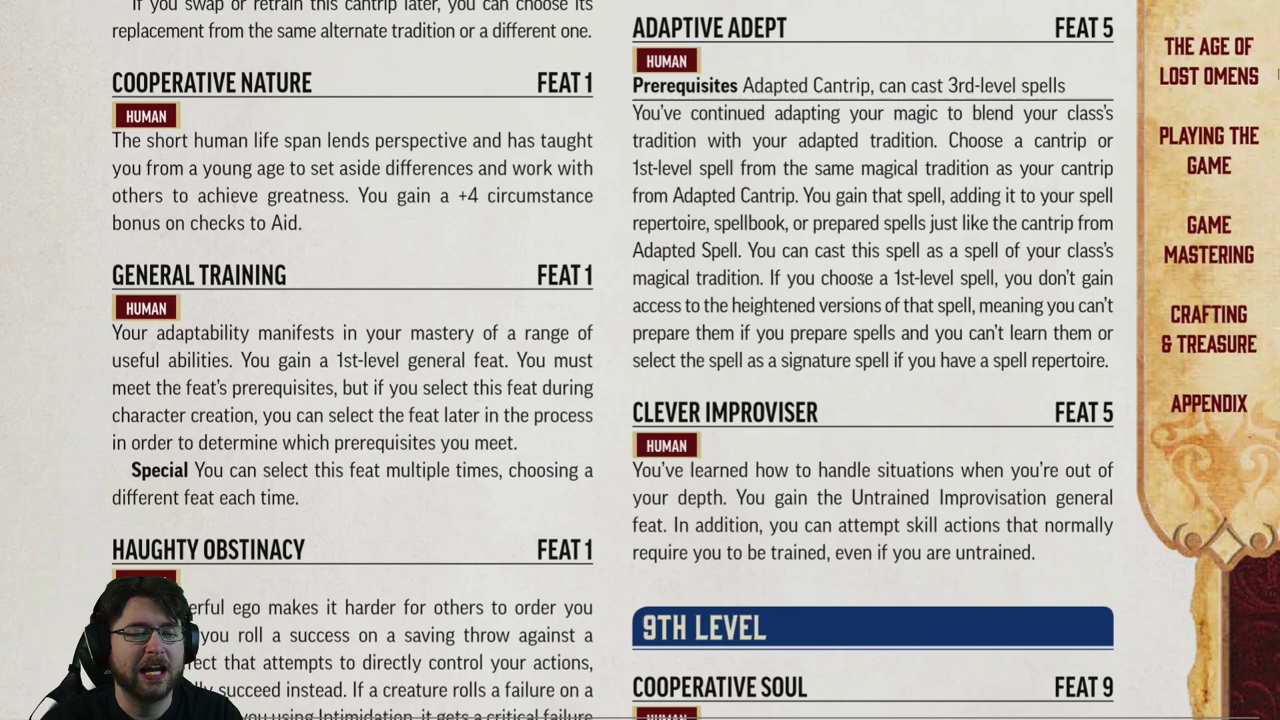 If you swap or retrain this cantrip later, you can choose its
replacement from the same alternate tradition or a different one.
COOPERATIVE NATURE FEAT 1
HUMAN
The short human life span lends perspective and has taught
you from a young age to set aside differences and work with
others to achieve greatness. You gain a +4 circumstance
bonus on checks to Aid.
GENERAL TRAINING FEAT 1
HUMAN
Your adaptability manifests in your mastery of a range of
useful abilities. You gain a 1st-level general feat. You must
meet the feat's prerequisites, but if you select this feat during
character creation, you can select the feat later in the process
in order to determine which prerequisites you meet.
Special You can select this feat multiple times, choosing a
different feat each time.
HAUGHTY OBSTINACY FEAT 1
ego makes it harder for others to order you
you roll a success on a saving throw against a
that attempts to directly control your actions,
succeed instead. If a creature rolls a failure on a
you using Intimidation, it gets a critical failure
ADAPTIVE ADEPT FEAT 5
HUMAN
Prerequisites Adapted Cantrip, can cast 3rd-level spells
You've continued adapting your magic to blend your class's
tradition with your adapted tradition. Choose a cantrip or
1st-level spell from the same magical tradition as your cantrip
from Adapted Cantrip. You gain that spell, adding it to your spell
repertoire, spellbook, or prepared spells just like the cantrip from
Adapted Spell. You can cast this spell as a spell of your class's
magical tradition. If you choose a 1st-level spell, you don't gain
access to the heightened versions of that spell, meaning you can't
prepare them if you prepare spells and you can't learn them or
select the spell as a signature spell if you have a spell repertoire.
CLEVER IMPROVISER FEAT 5
HUMAN
You've learned how to handle situations when you're out of
your depth. You gain the Untrained Improvisation general
feat. In addition, you can attempt skill actions that normally
require you to be trained, even if you are untrained.
9TH LEVEL
COOPERATIVE SOUL FEAT 9
HUMAN
THE AGE OF
LOST OMENS
PLAYING THE
GAME
GAME
MASTERING
CRAFTING
& TREASURE
APPENDIX